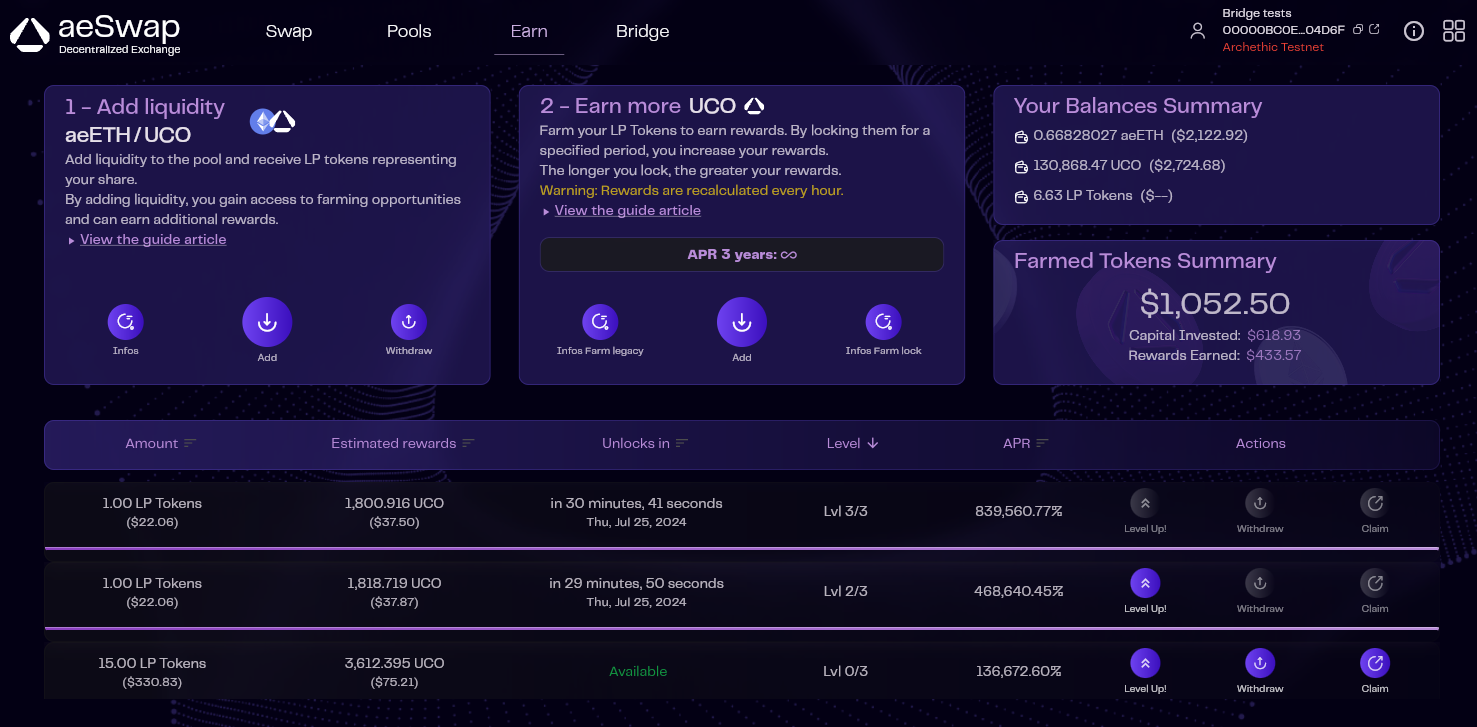 aeSwap
Decentralized Exchange
Swap
Pools
Earn
Bridge
Bridge tests
00000BC0E...04D6F
Archethic Testnet
1 - Add liquidity
aeETH / UCO
Add liquidity to the pool and receive LP tokens representing
your share.
By adding liquidity, you gain access to farming opportunities
and can earn additional rewards.
View the guide article
Infos
Add
Withdraw
2 - Earn more UCO
Farm your LP Tokens to earn rewards. By locking them for a
specified period, you increase your rewards.
The longer you lock, the greater your rewards.
Warning: Rewards are recalculated every hour.
View the guide article
APR 3 years: ∞
Infos Farm legacy
Add
Infos Farm lock
Your Balances Summary
0.66828027 aeETH ($2,122.92)
130,868.47 UCO ($2,724.68)
6.63 LP Tokens ($--)
Farmed Tokens Summary
$1,052.50
Capital Invested: $618.93
Rewards Earned: $433.57
Amount Estimated rewards Unlocks in Level APR Actions
1.00 LP Tokens 1,800.916 UCO in 30 minutes, 41 seconds Lvl 3/3 839,560.77%
($22.06) ($37.50) Thu, Jul 25, 2024 Level Up! Withdraw Claim
1.00 LP Tokens 1,818.719 UCO in 29 minutes, 50 seconds Lvl 2/3 468,640.45%
($22.06) ($37.87) Thu, Jul 25, 2024 Level Up! Withdraw Claim
15.00 LP Tokens 3,612.395 UCO Available Lvl 0/3 136,672.60%
($330.83) ($75.21) Level Up! Withdraw Claim